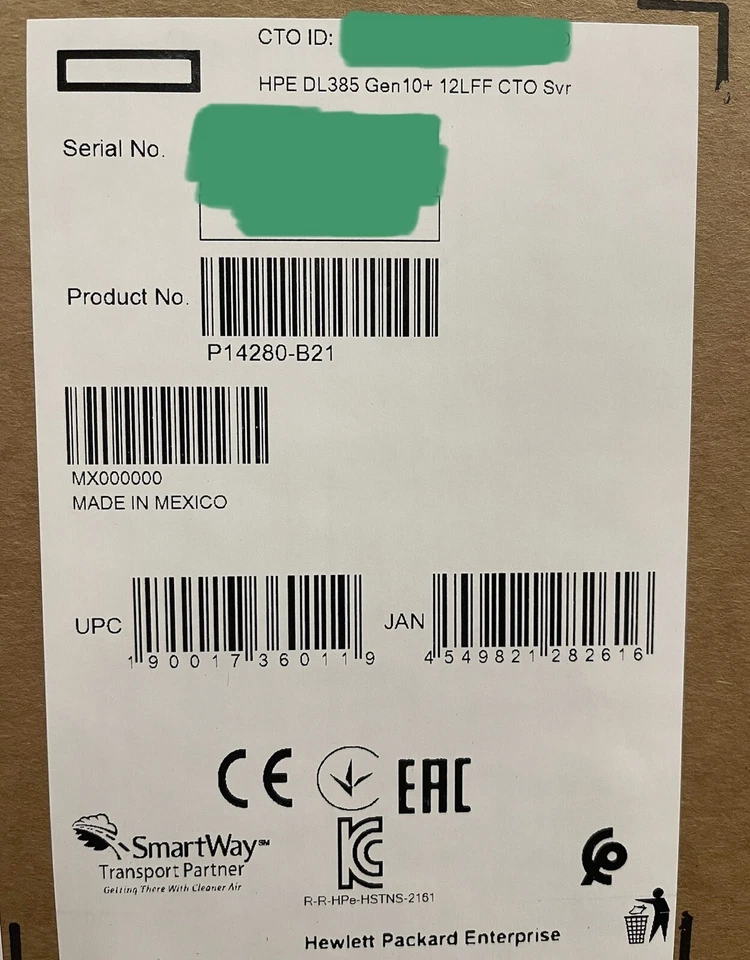 CTO ID:
HPE DL385 Gen10+ 12LFF CTO Svr
Serial No.
Product No.
P14280-B21
MX000000
MADE IN MEXICO
UPC
1 90017 36011 9
JAN
4 549821 282616
CE
EAC
SmartWay℠
Transport Partner
Getting There With Cleaner Air
R-R-HPe-HSTNS-2161
Hewlett Packard Enterprise